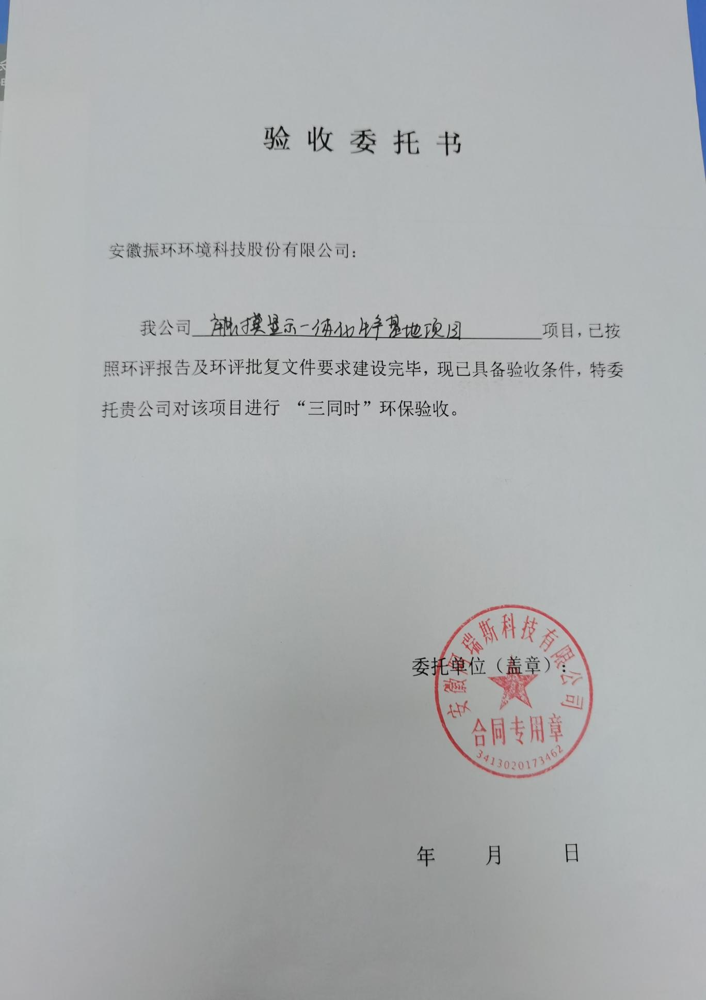 验收委托书
安徽振环环境科技股份有限公司：
我公司 触摸显示一体化生产基地项目 项目，已按
照环评报告及环评批复文件要求建设完毕，现已具备验收条件，特委
托贵公司对该项目进行 “三同时”环保验收。
安徽 瑞斯科技有限公司
委托单位（盖章）：
合同专用章
3413020173462
年 月 日